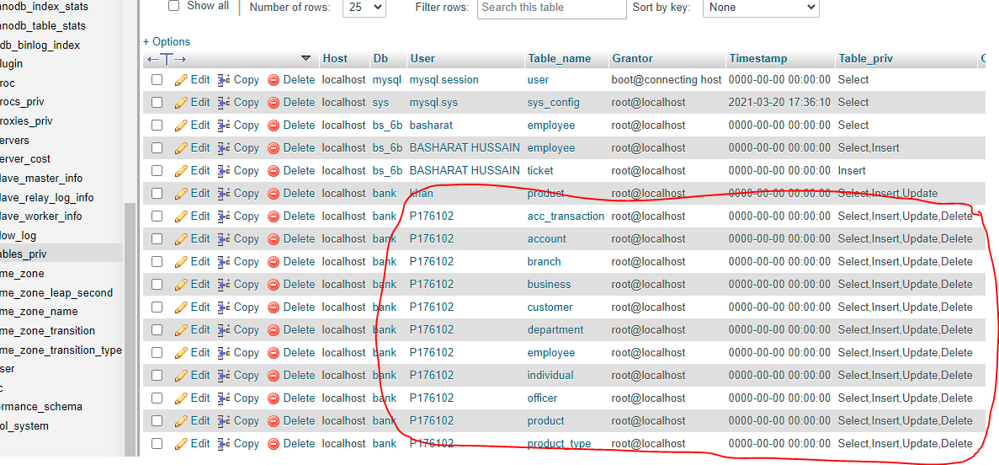 nnodb_index_stats
nnodb_table_stats
db_binlog_index
lugin
roc
rocs_priv
roxies_priv
ervers
erver_cost
lave_master_info
lave_relay_log_info
lave_worker_info
low_log
ables_priv
me_zone
me_zone_leap_second
me_zone_name
me_zone_transition
me_zone_transition_type
ser
c
ormance_schema
ol_system
Show all Number of rows: 25 Filter rows: Search this table Sort by key: None
+ Options
Host Db User Table_name Grantor Timestamp Table_priv
Edit Copy Delete localhost mysql mysql.session user boot@connecting host 0000-00-00 00:00:00 Select
Edit Copy Delete localhost sys mysql.sys sys_config root@localhost 2021-03-20 17:36:10 Select
Edit Copy Delete localhost bs_6b basharat employee root@localhost 0000-00-00 00:00:00 Select
Edit Copy Delete localhost bs_6b BASHARAT HUSSAIN employee root@localhost 0000-00-00 00:00:00 Select,Insert
Edit Copy Delete localhost bs_6b BASHARAT HUSSAIN ticket root@localhost 0000-00-00 00:00:00 Insert
Edit Copy Delete localhost bank khan product root@localhost 0000-00-00 00:00:00 Select,Insert,Update
Edit Copy Delete localhost bank P176102 acc_transaction root@localhost 0000-00-00 00:00:00 Select,Insert,Update,Delete
Edit Copy Delete localhost bank P176102 account root@localhost 0000-00-00 00:00:00 Select,Insert,Update,Delete
Edit Copy Delete localhost bank P176102 branch root@localhost 0000-00-00 00:00:00 Select,Insert,Update,Delete
Edit Copy Delete localhost bank P176102 business root@localhost 0000-00-00 00:00:00 Select,Insert,Update,Delete
Edit Copy Delete localhost bank P176102 customer root@localhost 0000-00-00 00:00:00 Select,Insert,Update,Delete
Edit Copy Delete localhost bank P176102 department root@localhost 0000-00-00 00:00:00 Select,Insert,Update,Delete
Edit Copy Delete localhost bank P176102 employee root@localhost 0000-00-00 00:00:00 Select,Insert,Update,Delete
Edit Copy Delete localhost bank P176102 individual root@localhost 0000-00-00 00:00:00 Select,Insert,Update,Delete
Edit Copy Delete localhost bank P176102 officer root@localhost 0000-00-00 00:00:00 Select,Insert,Update,Delete
Edit Copy Delete localhost bank P176102 product root@localhost 0000-00-00 00:00:00 Select,Insert,Update,Delete
Edit Copy Delete localhost bank P176102 product_type root@localhost 0000-00-00 00:00:00 Select,Insert,Update,Delete